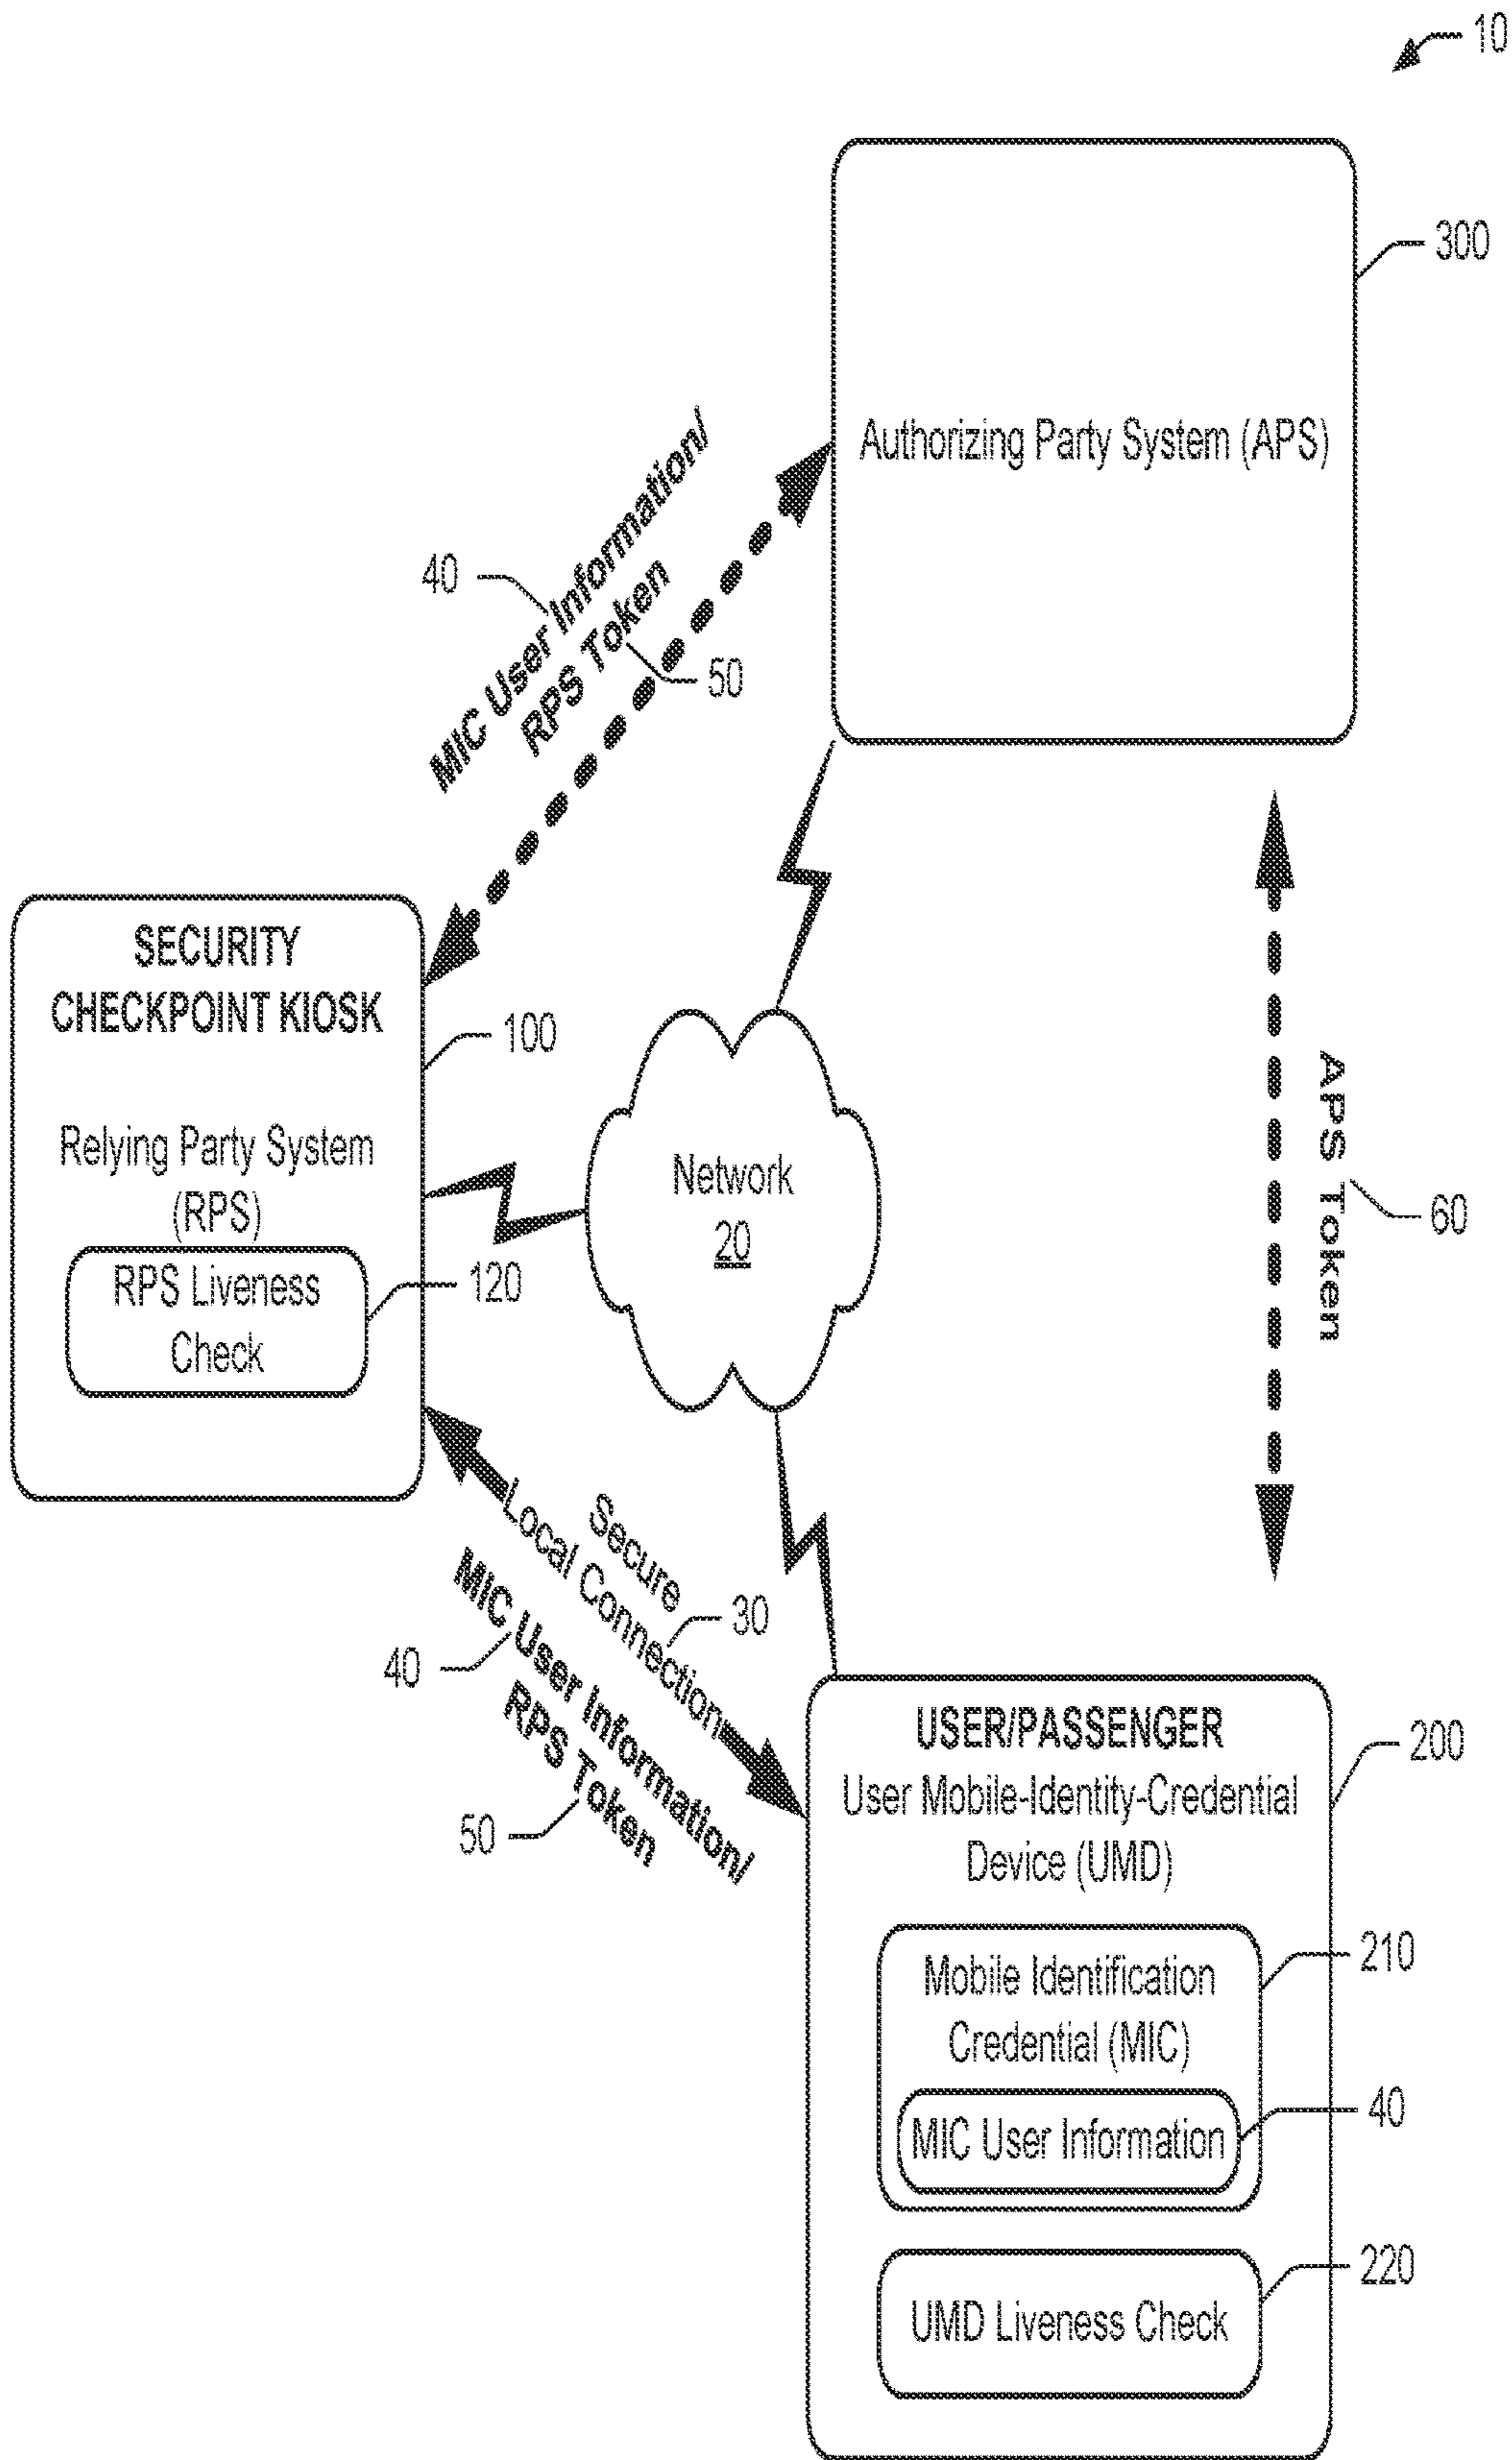 10
300
Authorizing Party System (APS)
MIC User Information/
RPS Token
40
50
SECURITY
CHECKPOINT KIOSK
100
Relying Party System
(RPS)
RPS Liveness
Check
120
Network
20
APS Token
60
Secure
Local Connection
30
MIC User Information/
RPS Token
40
50
USER/PASSENGER
User Mobile-Identity-Credential
Device (UMD)
200
Mobile Identification
Credential (MIC)
210
MIC User Information
40
UMD Liveness Check
220